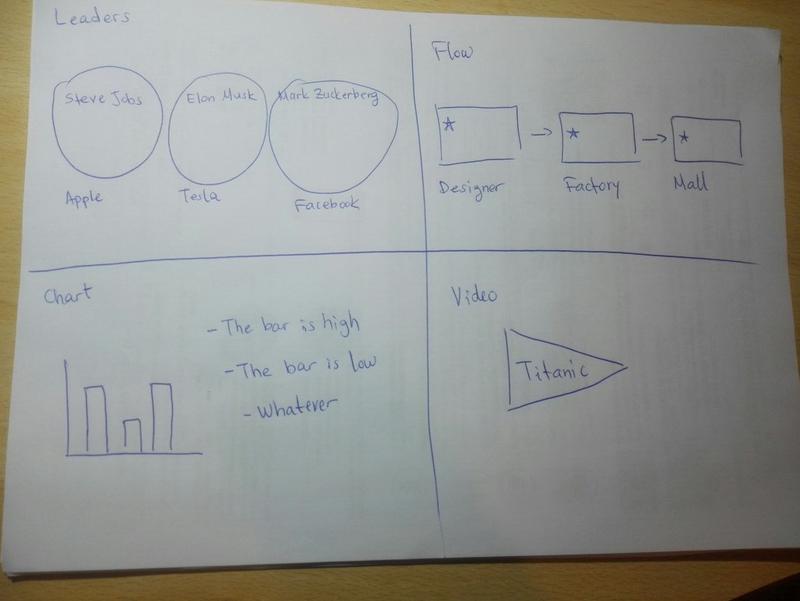 Leaders
Steve Jobs Elon Musk Mark Zuckerberg
Apple Tesla Facebook
Flow
Designer Factory Mall
Chart
- The bar is high
- The bar is low
- Whatever
Video
Titanic